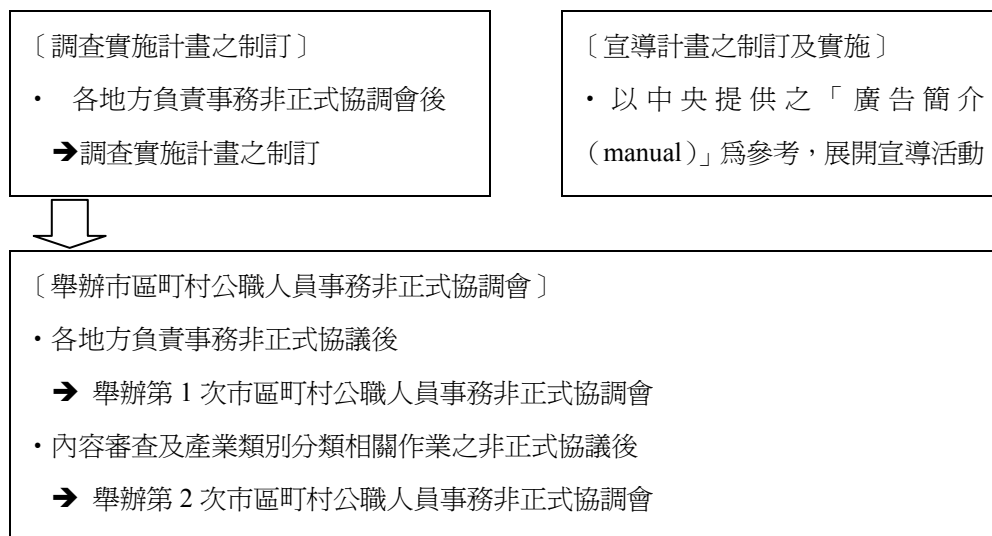 〔調查實施計畫之制訂〕
・ 各地方負責事務非正式協調會後
➔調查實施計畫之制訂
〔宣導計畫之制訂及實施〕
・以中央提供之「廣告簡介
（manual）」為參考，展開宣導活動
〔舉辦市區町村公職人員事務非正式協調會〕
・各地方負責事務非正式協議後
➔ 舉辦第 1 次市區町村公職人員事務非正式協調會
・內容審查及產業類別分類相關作業之非正式協議後
➔ 舉辦第 2 次市區町村公職人員事務非正式協調會